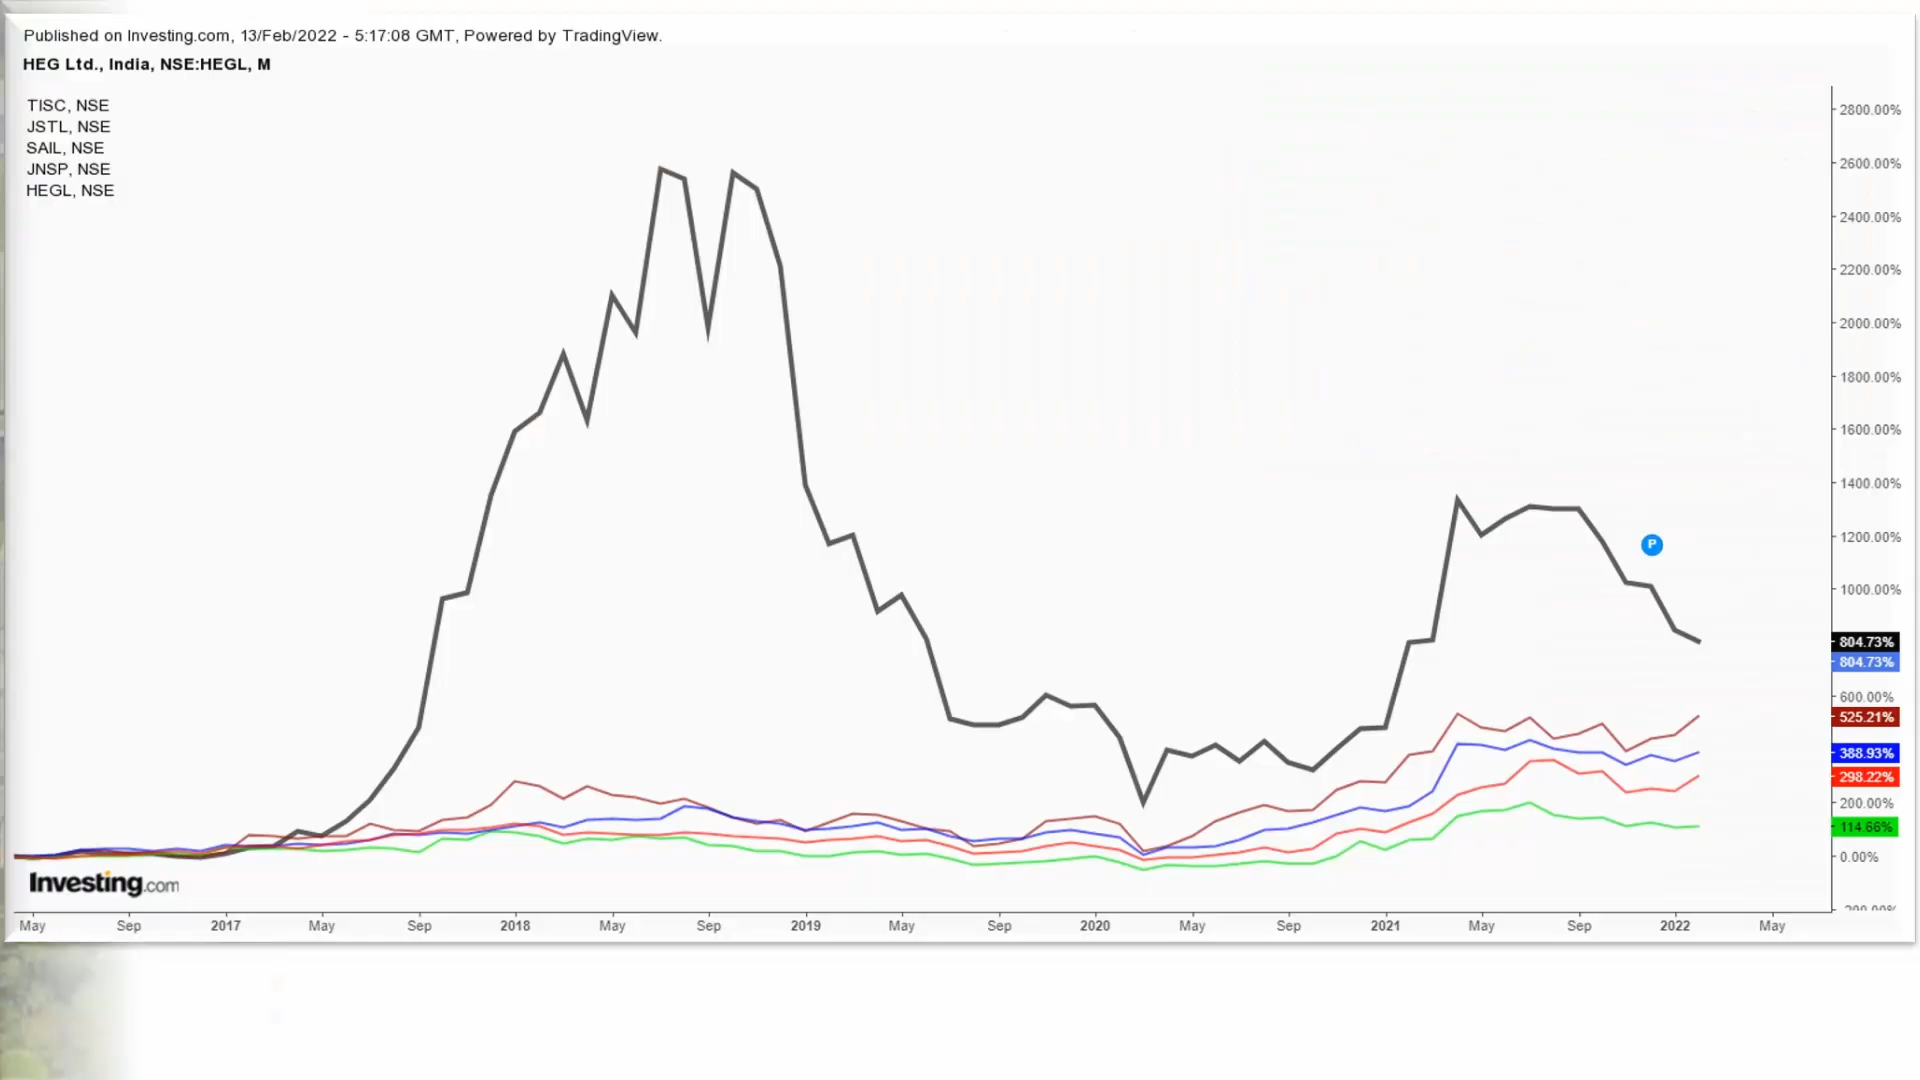 Published on Investing.com, 13/Feb/2022 - 5:17:08 GMT, Powered by TradingView.
HEG Ltd., India, NSE:HEGL, M
TISC, NSE
JSTL, NSE
SAIL, NSE
JNSP, NSE
HEGL, NSE
2800.00%
2600.00%
2400.00%
2200.00%
2000.00%
1800.00%
1600.00%
1400.00%
1200.00%
P
1000.00%
804.73%
804.73%
600.00%
525.21%
388.93%
298.22%
200.00%
114.66%
0.00%
Investing.com
-200.00%
May Sep 2017 May Sep 2018 May Sep 2019 May Sep 2020 May Sep 2021 May Sep 2022 May